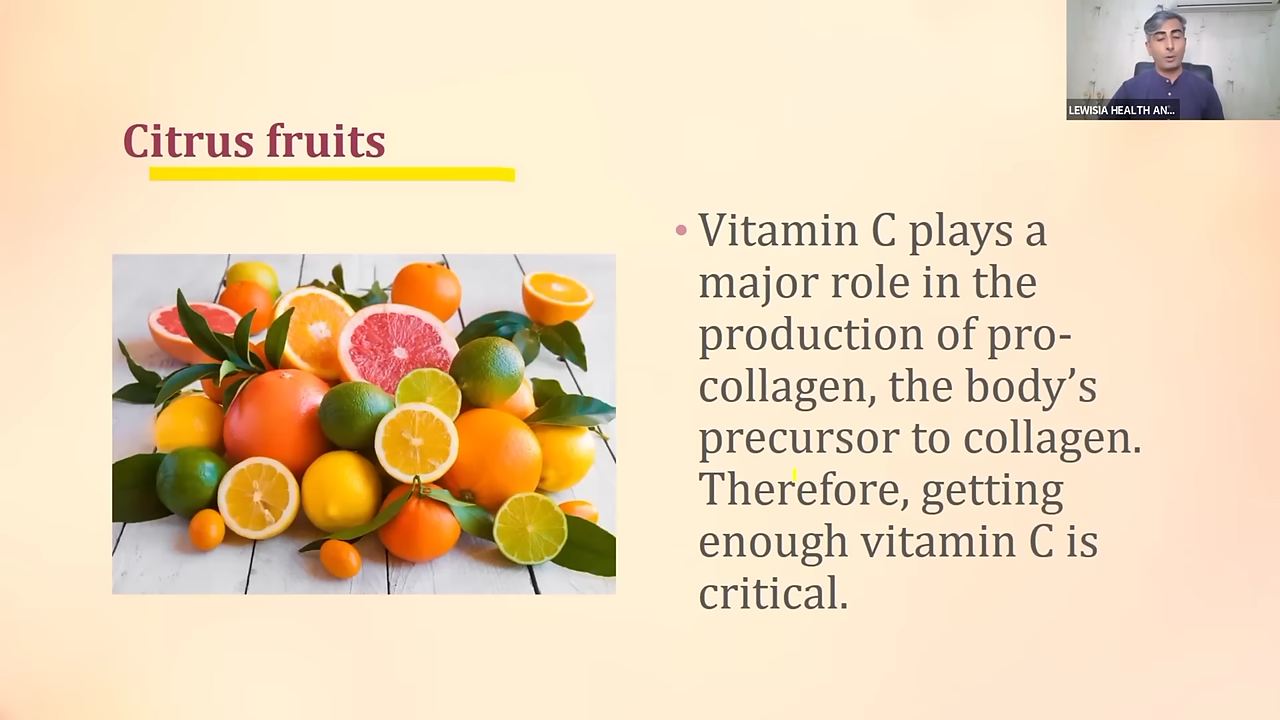 LEWISIA HEALTH AN...
Citrus fruits
• Vitamin C plays a
major role in the
production of pro-
collagen, the body’s
precursor to collagen.
Therefore, getting
enough vitamin C is
critical.